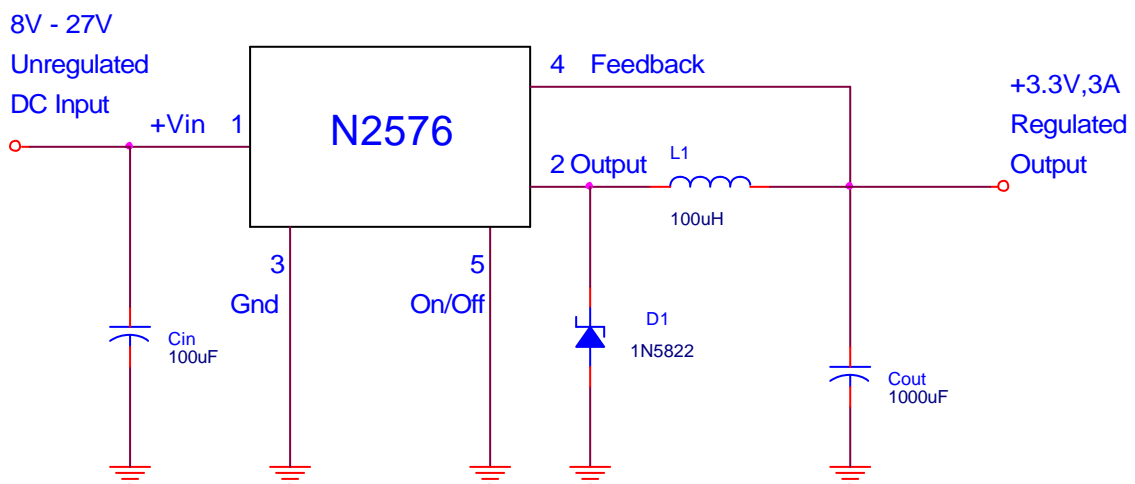 8V - 27V
Unregulated
DC Input
+Vin 1
N2576
4 Feedback
2 Output
L1
100uH
+3.3V,3A
Regulated
Output
3
Gnd
5
On/Off
Cin
100uF
D1
1N5822
Cout
1000uF